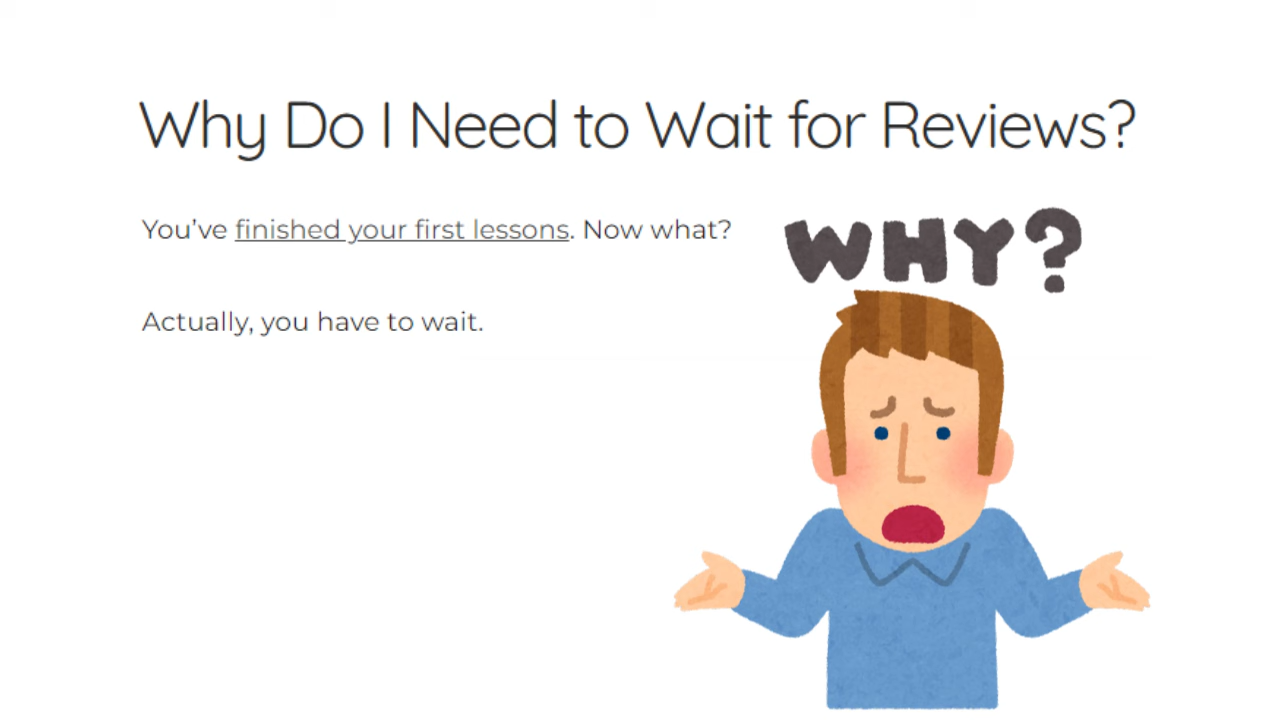 Why Do I Need to Wait for Reviews?
You’ve finished your first lessons. Now what?
WHY?
Actually, you have to wait.